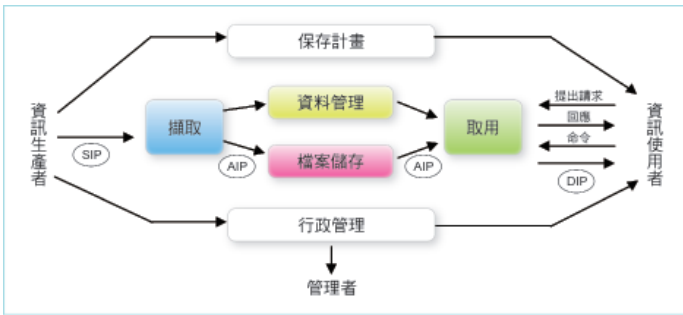 保存計畫
資訊生產者
SIP
擷取
資料管理
AIP
檔案儲存
AIP
取用
提出請求
回應
命令
DIP
資訊使用者
行政管理
管理者